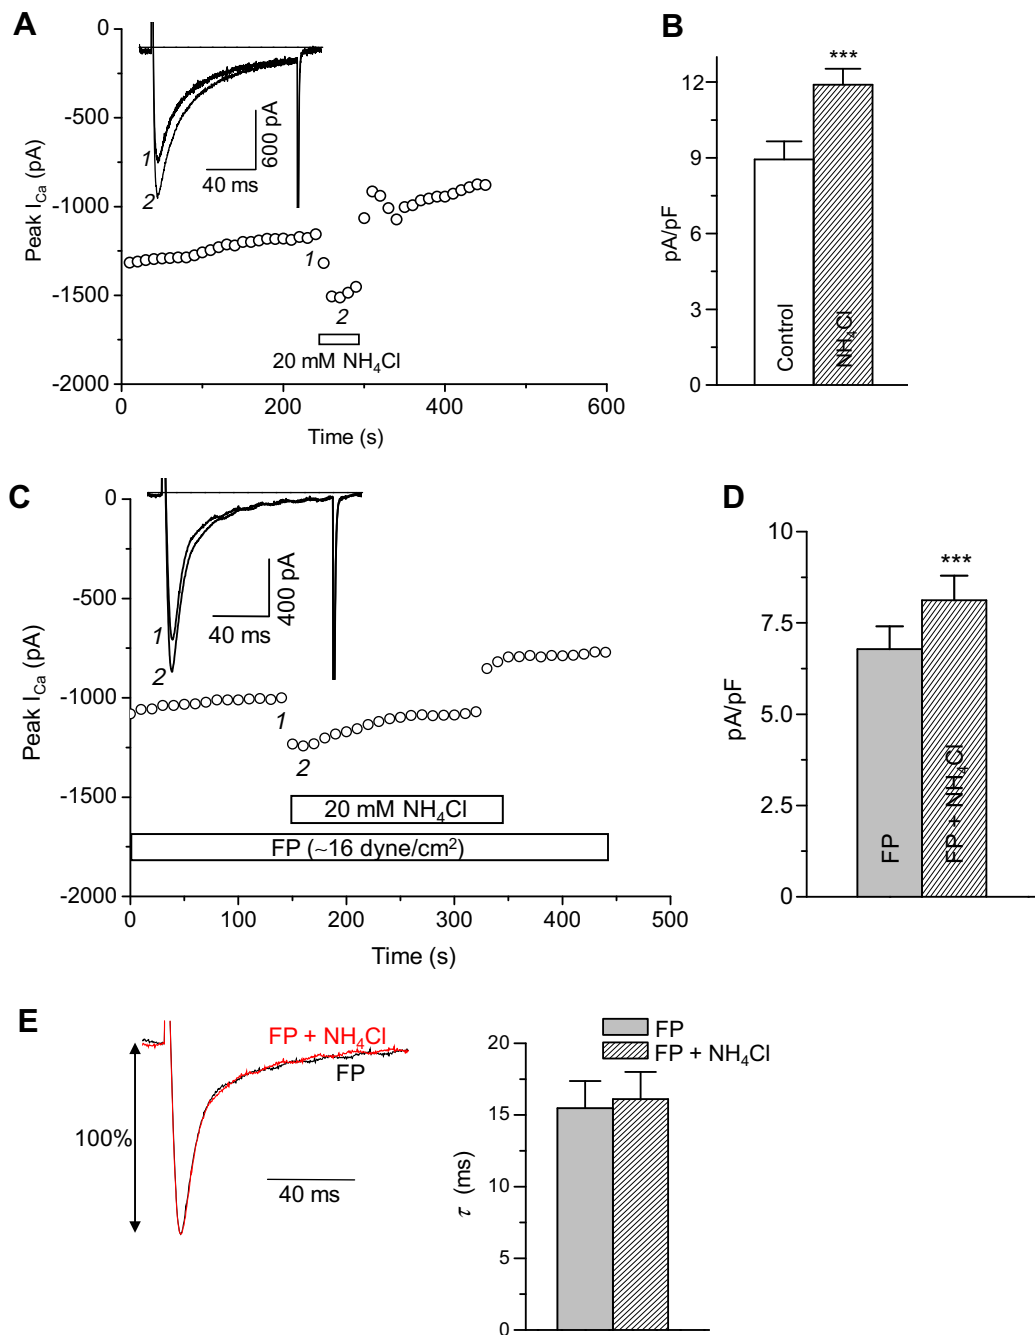 A
0
-500
-1000
-1500
-2000
Peak I_Ca (pA)
1
2
40 ms
600 pA
1
2
20 mM NH₄Cl
0
200
400
600
Time (s)
B
***
12
9
6
3
0
pA/pF
Control
NH₄Cl
C
0
-500
-1000
-1500
-2000
Peak I_Ca (pA)
1
2
40 ms
400 pA
1
2
20 mM NH₄Cl
FP (~16 dyne/cm²)
0
100
200
300
400
500
Time (s)
D
10
7.5
5.0
2.5
0
pA/pF
***
FP
FP + NH₄Cl
E
FP + NH₄Cl
FP
100%
40 ms
FP
FP + NH₄Cl
20
15
10
5
0
τ (ms)